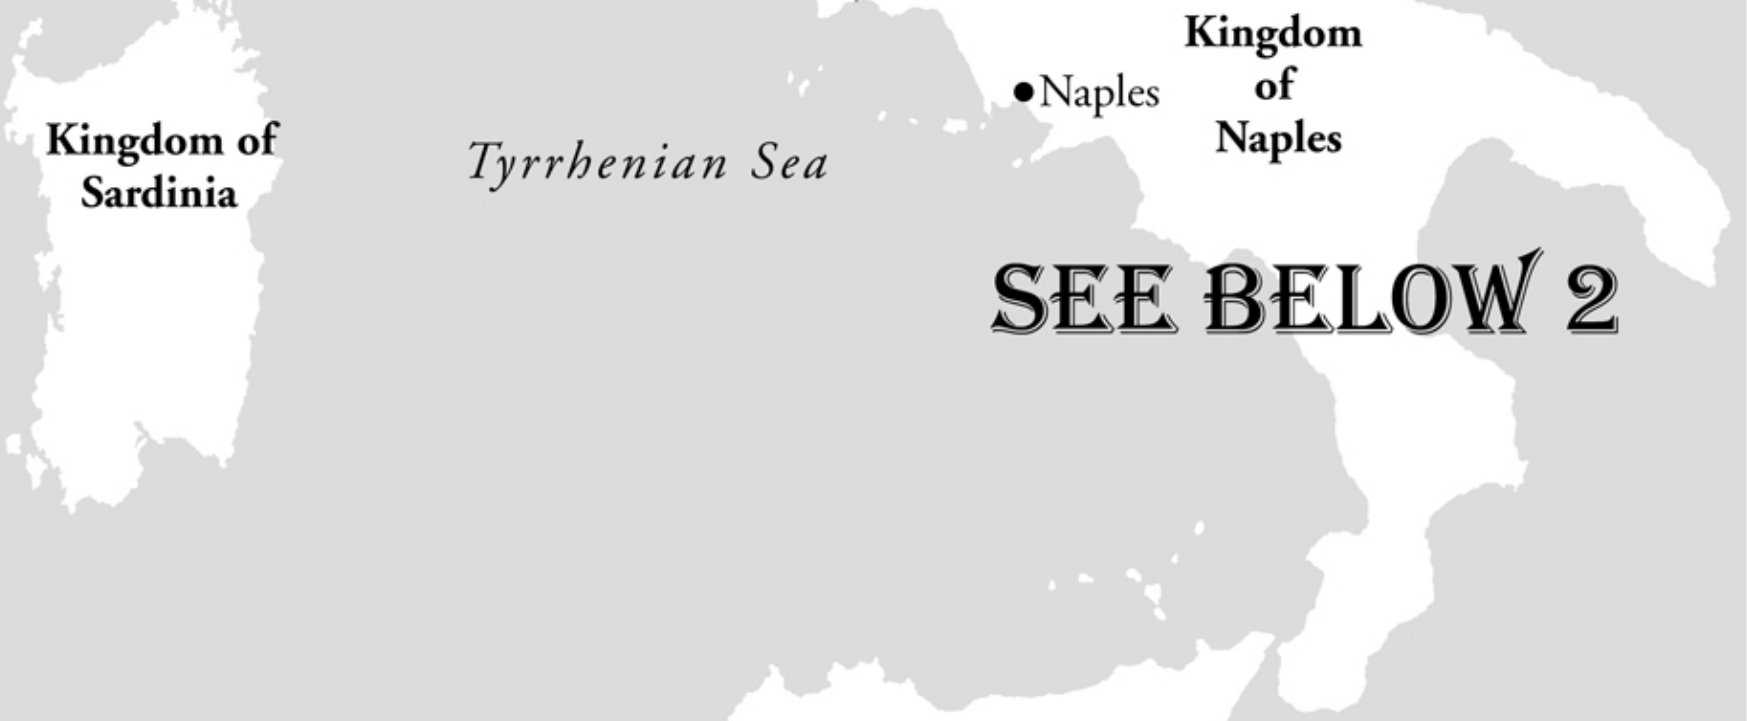 Kingdom
of
Naples
Naples
Kingdom of
Sardinia
Tyrrhenian Sea
SEE BELOW 2